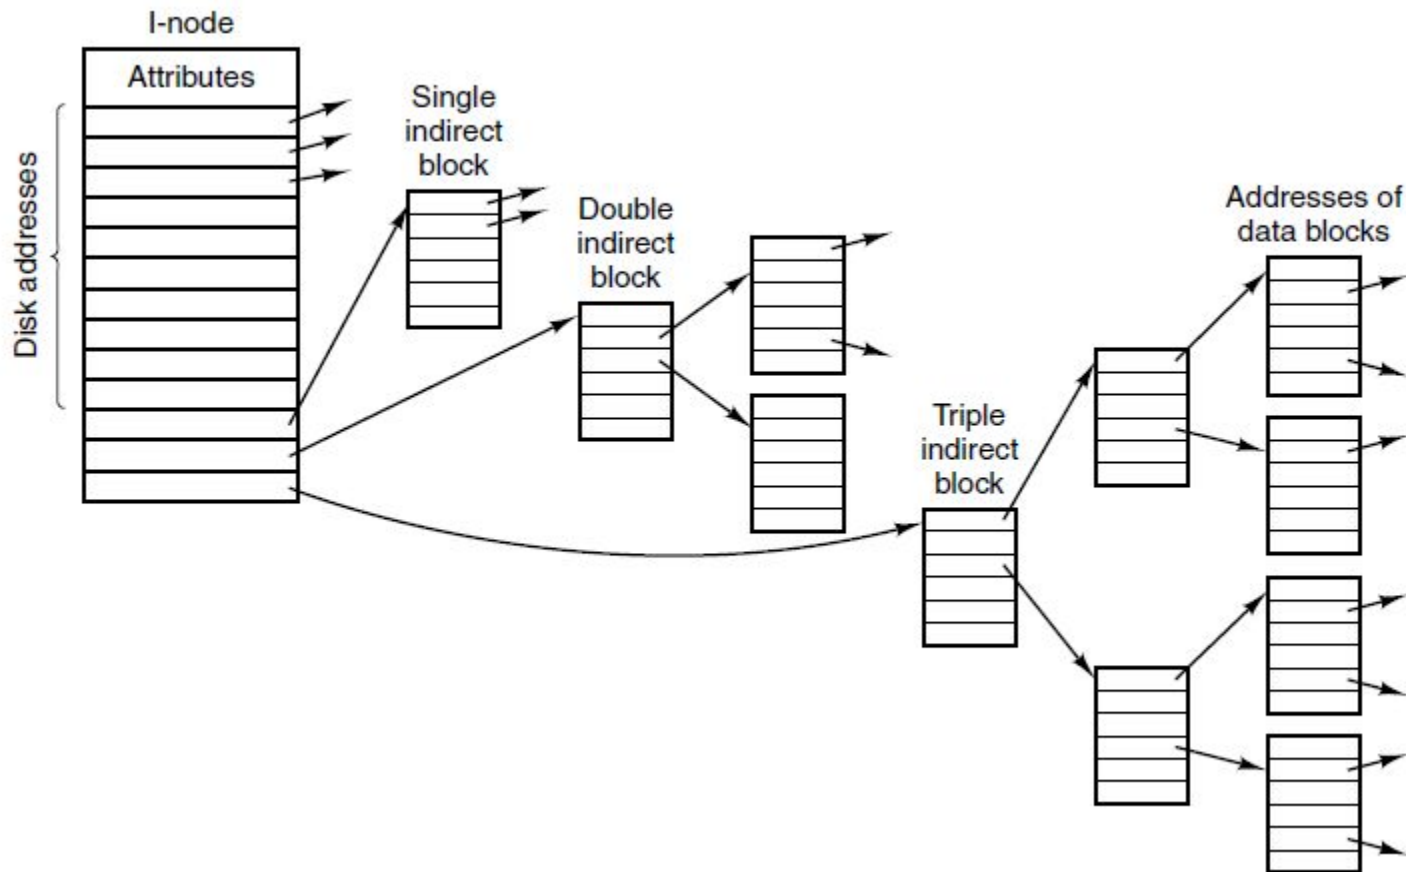 I-node
Attributes
Disk addresses
Single
indirect
block
Double
indirect
block
Triple
indirect
block
Addresses of
data blocks